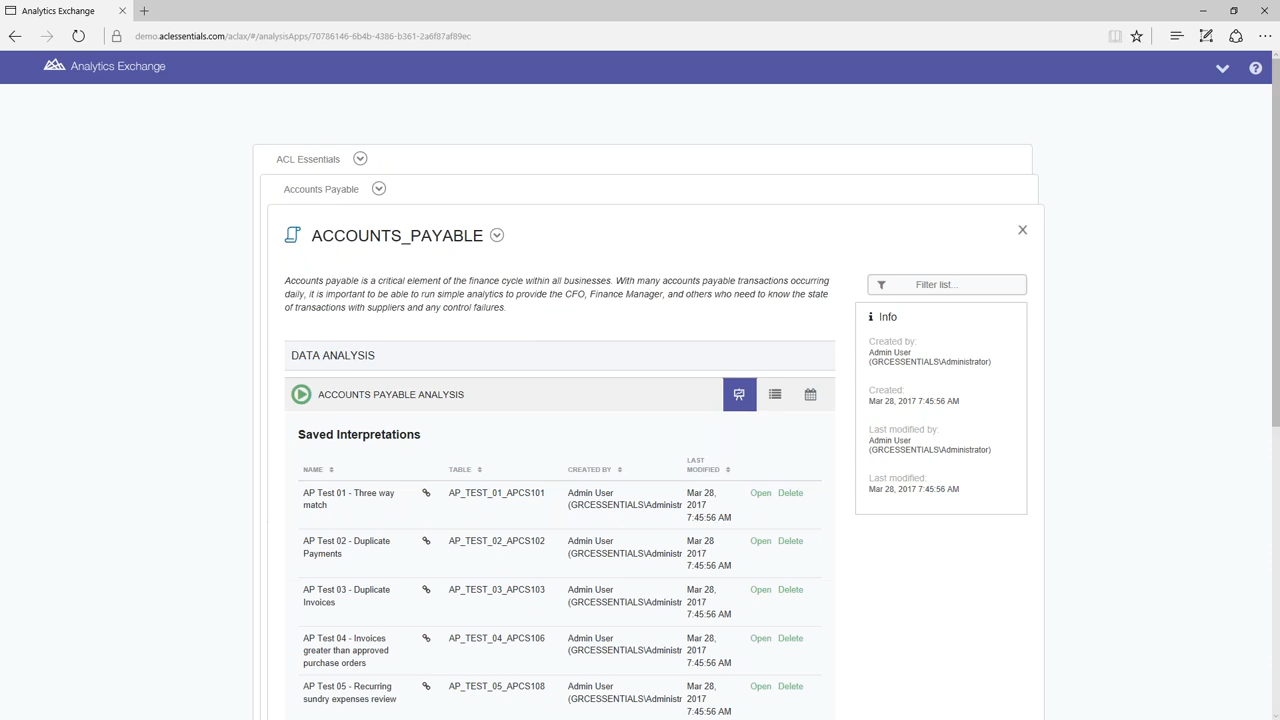 Analytics Exchange
demo.aclessentials.com/aclax/#/analysisApps/70786146-6b4b-4386-b361-2a6f87af89ec
Analytics Exchange
ACL Essentials
Accounts Payable
ACCOUNTS_PAYABLE
Accounts payable is a critical element of the finance cycle within all businesses. With many accounts payable transactions occurring
daily, it is important to be able to run simple analytics to provide the CFO, Finance Manager, and others who need to know the state
of transactions with suppliers and any control failures.
Filter list...
Info
Created by:
Admin User
(GRCESSENTIALS\Administrator)
Created:
Mar 28, 2017 7:45:56 AM
Last modified by:
Admin User
(GRCESSENTIALS\Administrator)
Last modified:
Mar 28, 2017 7:45:56 AM
DATA ANALYSIS
ACCOUNTS PAYABLE ANALYSIS
Saved Interpretations
NAME TABLE CREATED BY LAST
MODIFIED
AP Test 01 - Three way AP_TEST_01_APCS101 Admin User Mar 28, Open Delete
match (GRCESSENTIALS\Administr 2017
7:45:56 AM
AP Test 02 - Duplicate AP_TEST_02_APCS102 Admin User Mar 28 Open Delete
Payments (GRCESSENTIALS\Administr 2017
7:45:56 AM
AP Test 03 - Duplicate AP_TEST_03_APCS103 Admin User Mar 28, Open Delete
Invoices (GRCESSENTIALS\Administr 2017
7:45:56 AM
AP Test 04 - Invoices AP_TEST_04_APCS106 Admin User Mar 28, Open Delete
greater than approved (GRCESSENTIALS\Administr 2017
purchase orders 7:45:56 AM
AP Test 05 - Recurring AP_TEST_05_APCS108 Admin User Mar 28, Open Delete
sundry expenses review (GRCESSENTIALS\Administr 2017
7:45:56 AM